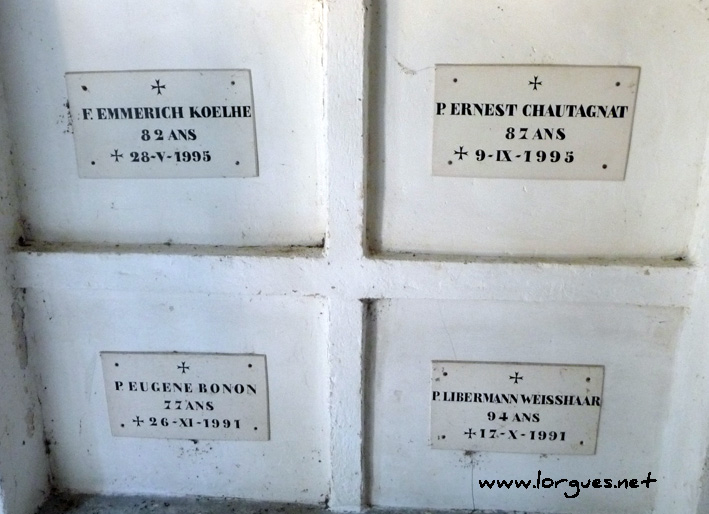 ✠
F. EMMERICH KOELHE
82 ANS
✠ 28-V-1995
✠
P. ERNEST CHAUTAGNAT
87 ANS
✠ 9-IX-1995
✠
P. EUGENE BONON
77 ANS
✠ 26-XI-1991
✠
P. LIBERMANN WEISSHAAR
94 ANS
✠ 17-X-1991
www.lorgues.net